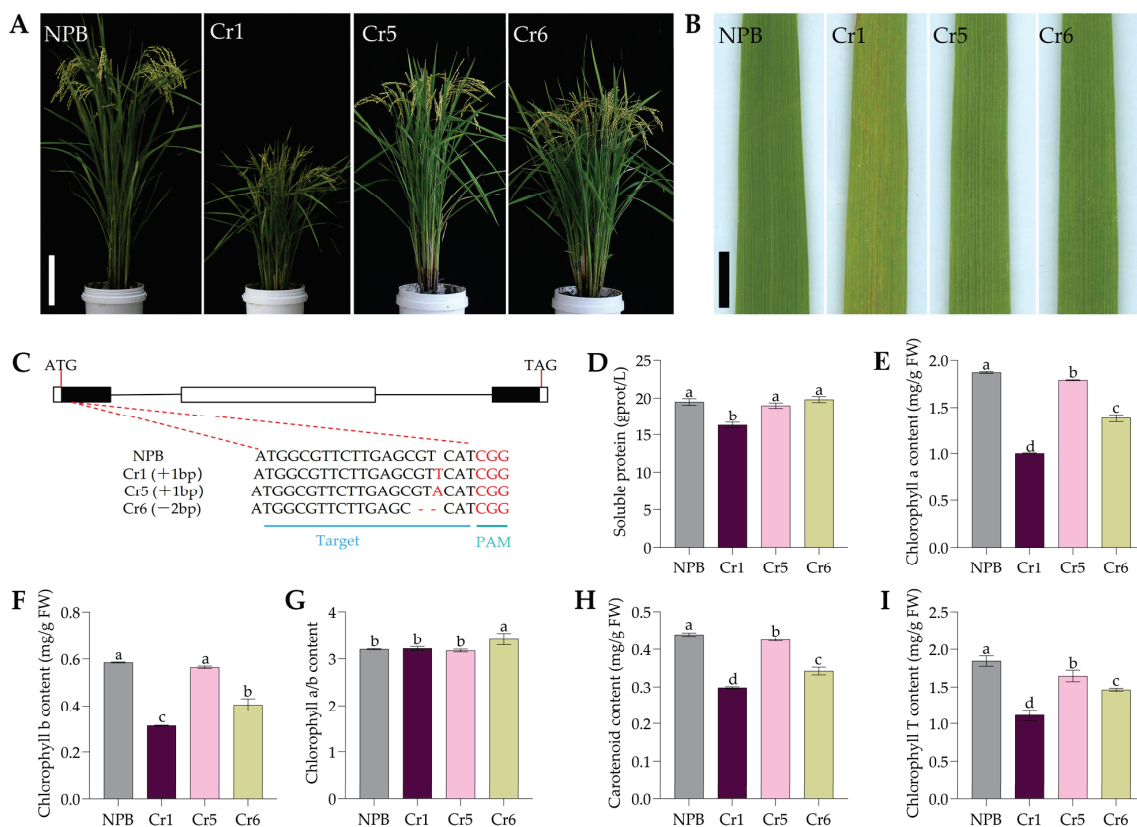 A
NPB
Cr1
Cr5
Cr6
B
NPB
Cr1
Cr5
Cr6
C
ATG
TAG
NPB ATGGCGTTCTTGAGCGT CATCGG
Cr1 (+1bp) ATGGCGTTCTTGAGCGTTCATCGG
Cr5 (+1bp) ATGGCGTTCTTGAGCGTACATCGG
Cr6 (−2bp) ATGGCGTTCTTGAGC - - CATCGG
Target
PAM
D
Soluble protein (gprot/L)
25
20
15
10
5
0
a
b
a
a
NPB Cr1 Cr5 Cr6
E
Chlorophyll a content (mg/g FW)
2.0
1.5
1.0
0.5
0.0
a
d
b
c
NPB Cr1 Cr5 Cr6
F
Chlorophyll b content (mg/g FW)
0.8
0.6
0.4
0.2
0.0
a
c
a
b
NPB Cr1 Cr5 Cr6
G
Chlorophyll a/b content
4
3
2
1
0
b
b
b
a
NPB Cr1 Cr5 Cr6
H
Carotenoid content (mg/g FW)
0.5
0.4
0.3
0.2
0.1
0.0
a
d
b
c
NPB Cr1 Cr5 Cr6
I
Chlorophyll T content (mg/g FW)
2.5
2.0
1.5
1.0
0.5
0.0
a
d
b
c
NPB Cr1 Cr5 Cr6